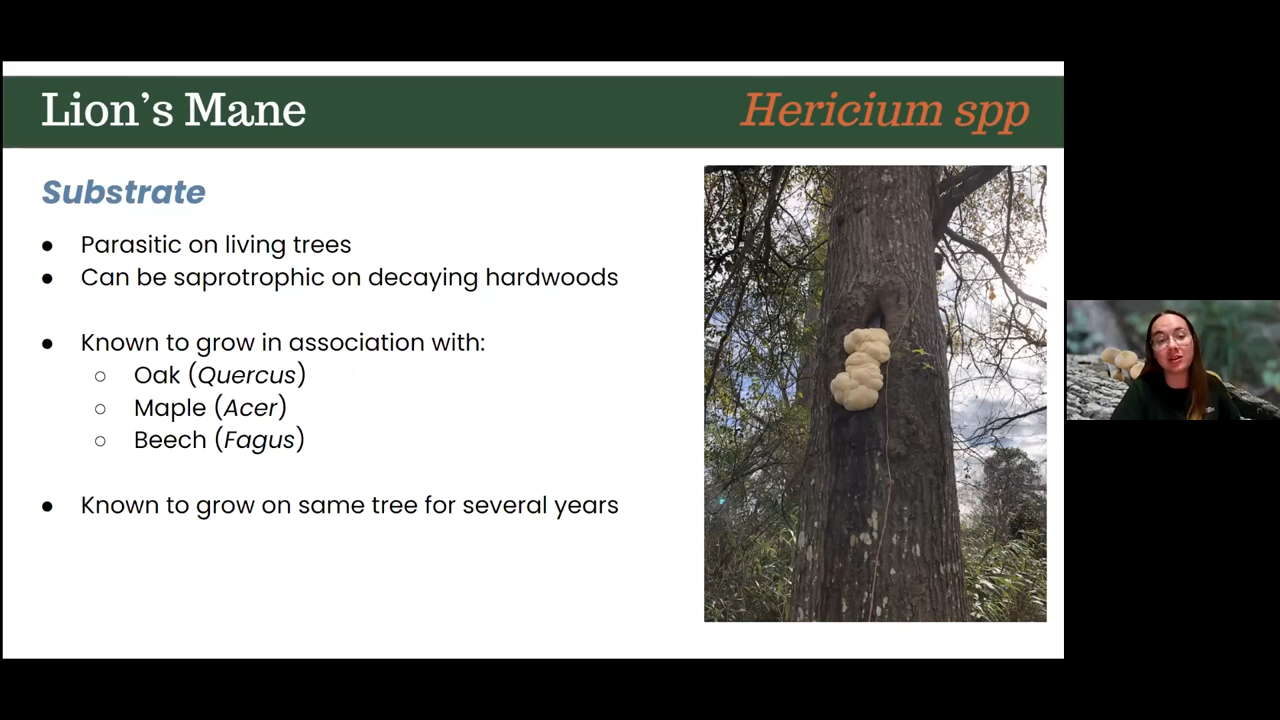 Lion's Mane
Hericium spp
Substrate
● Parasitic on living trees
● Can be saprotrophic on decaying hardwoods
● Known to grow in association with:
○ Oak (Quercus)
○ Maple (Acer)
○ Beech (Fagus)
● Known to grow on same tree for several years